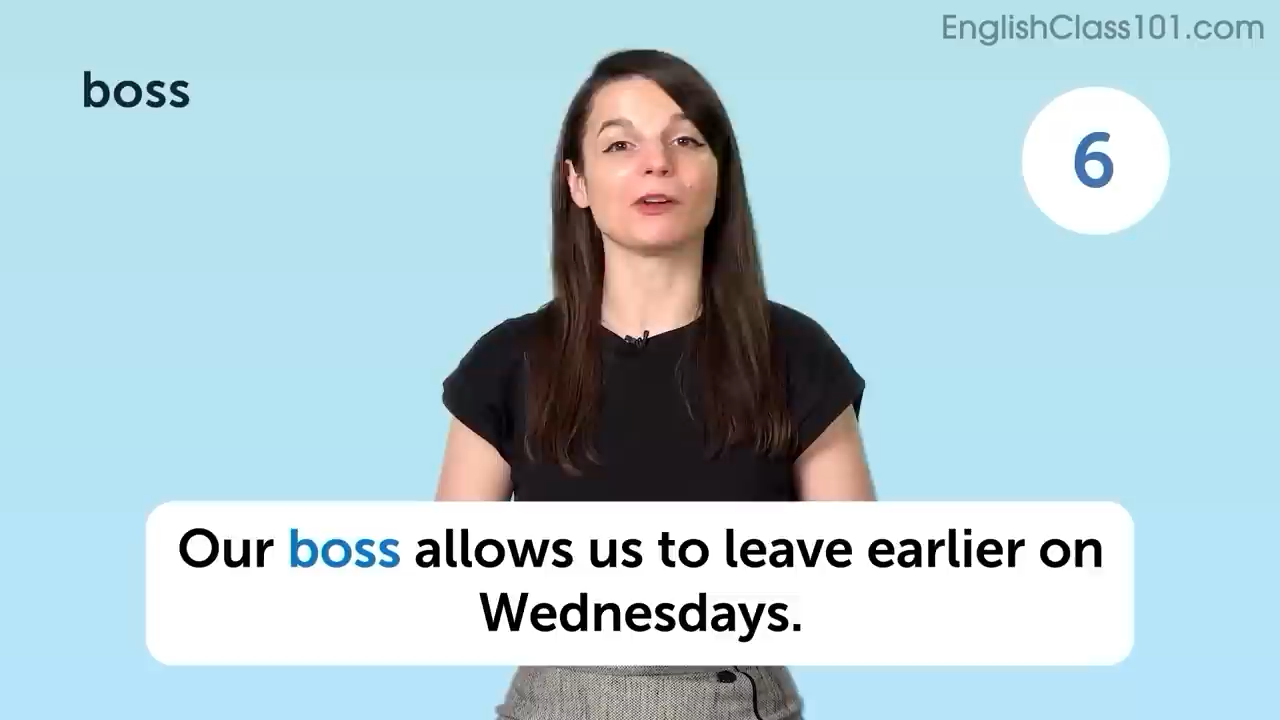 EnglishClass101.com
boss
6
Our boss allows us to leave earlier on
Wednesdays.